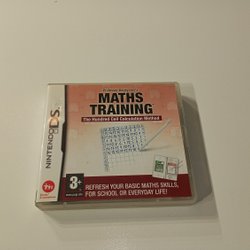 NINTENDO DS
MATHS
TRAINING
The Hundred Cell Calculation Method
3+
REFRESH YOUR BASIC MATHS SKILLS,
FOR SCHOOL OR EVERYDAY LIFE!